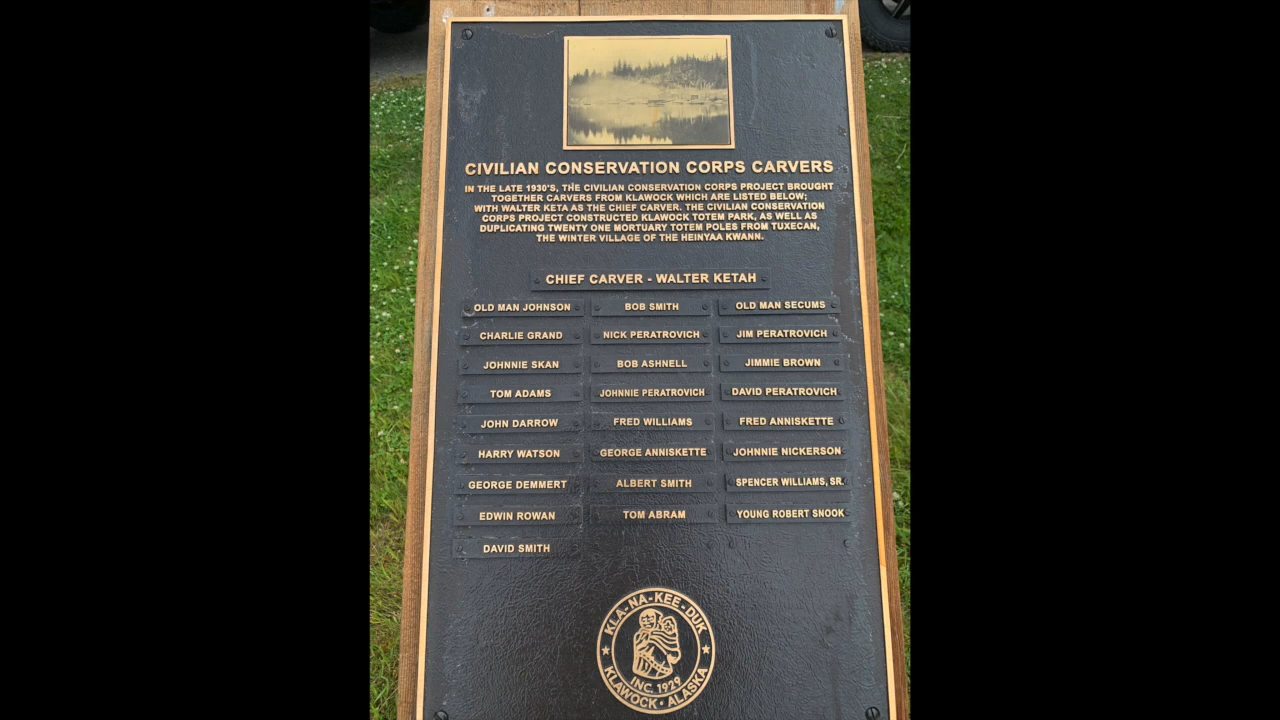 CIVILIAN CONSERVATION CORPS CARVERS
IN THE LATE 1930'S, THE CIVILIAN CONSERVATION CORPS PROJECT BROUGHT
TOGETHER CARVERS FROM KLAWOCK WHICH ARE LISTED BELOW;
WITH WALTER KETA AS THE CHIEF CARVER. THE CIVILIAN CONSERVATION
CORPS PROJECT CONSTRUCTED KLAWOCK TOTEM PARK, AS WELL AS
DUPLICATING TWENTY ONE MORTUARY TOTEM POLES FROM TUXECAN,
THE WINTER VILLAGE OF THE HEINYAA KWANN.
CHIEF CARVER - WALTER KETAH
OLD MAN JOHNSON BOB SMITH OLD MAN SECUMS
CHARLIE GRAND NICK PERATROVICH JIM PERATROVICH
JOHNNIE SKAN BOB ASHNELL JIMMIE BROWN
TOM ADAMS JOHNNIE PERATROVICH DAVID PERATROVICH
JOHN DARROW FRED WILLIAMS FRED ANNISKETTE
HARRY WATSON GEORGE ANNISKETTE JOHNNIE NICKERSON
GEORGE DEMMERT ALBERT SMITH SPENCER WILLIAMS, SR.
EDWIN ROWAN TOM ABRAM YOUNG ROBERT SNOOK
DAVID SMITH
KLA-NA-KEE-DUK
INC. 1929
KLAWOCK • ALASKA